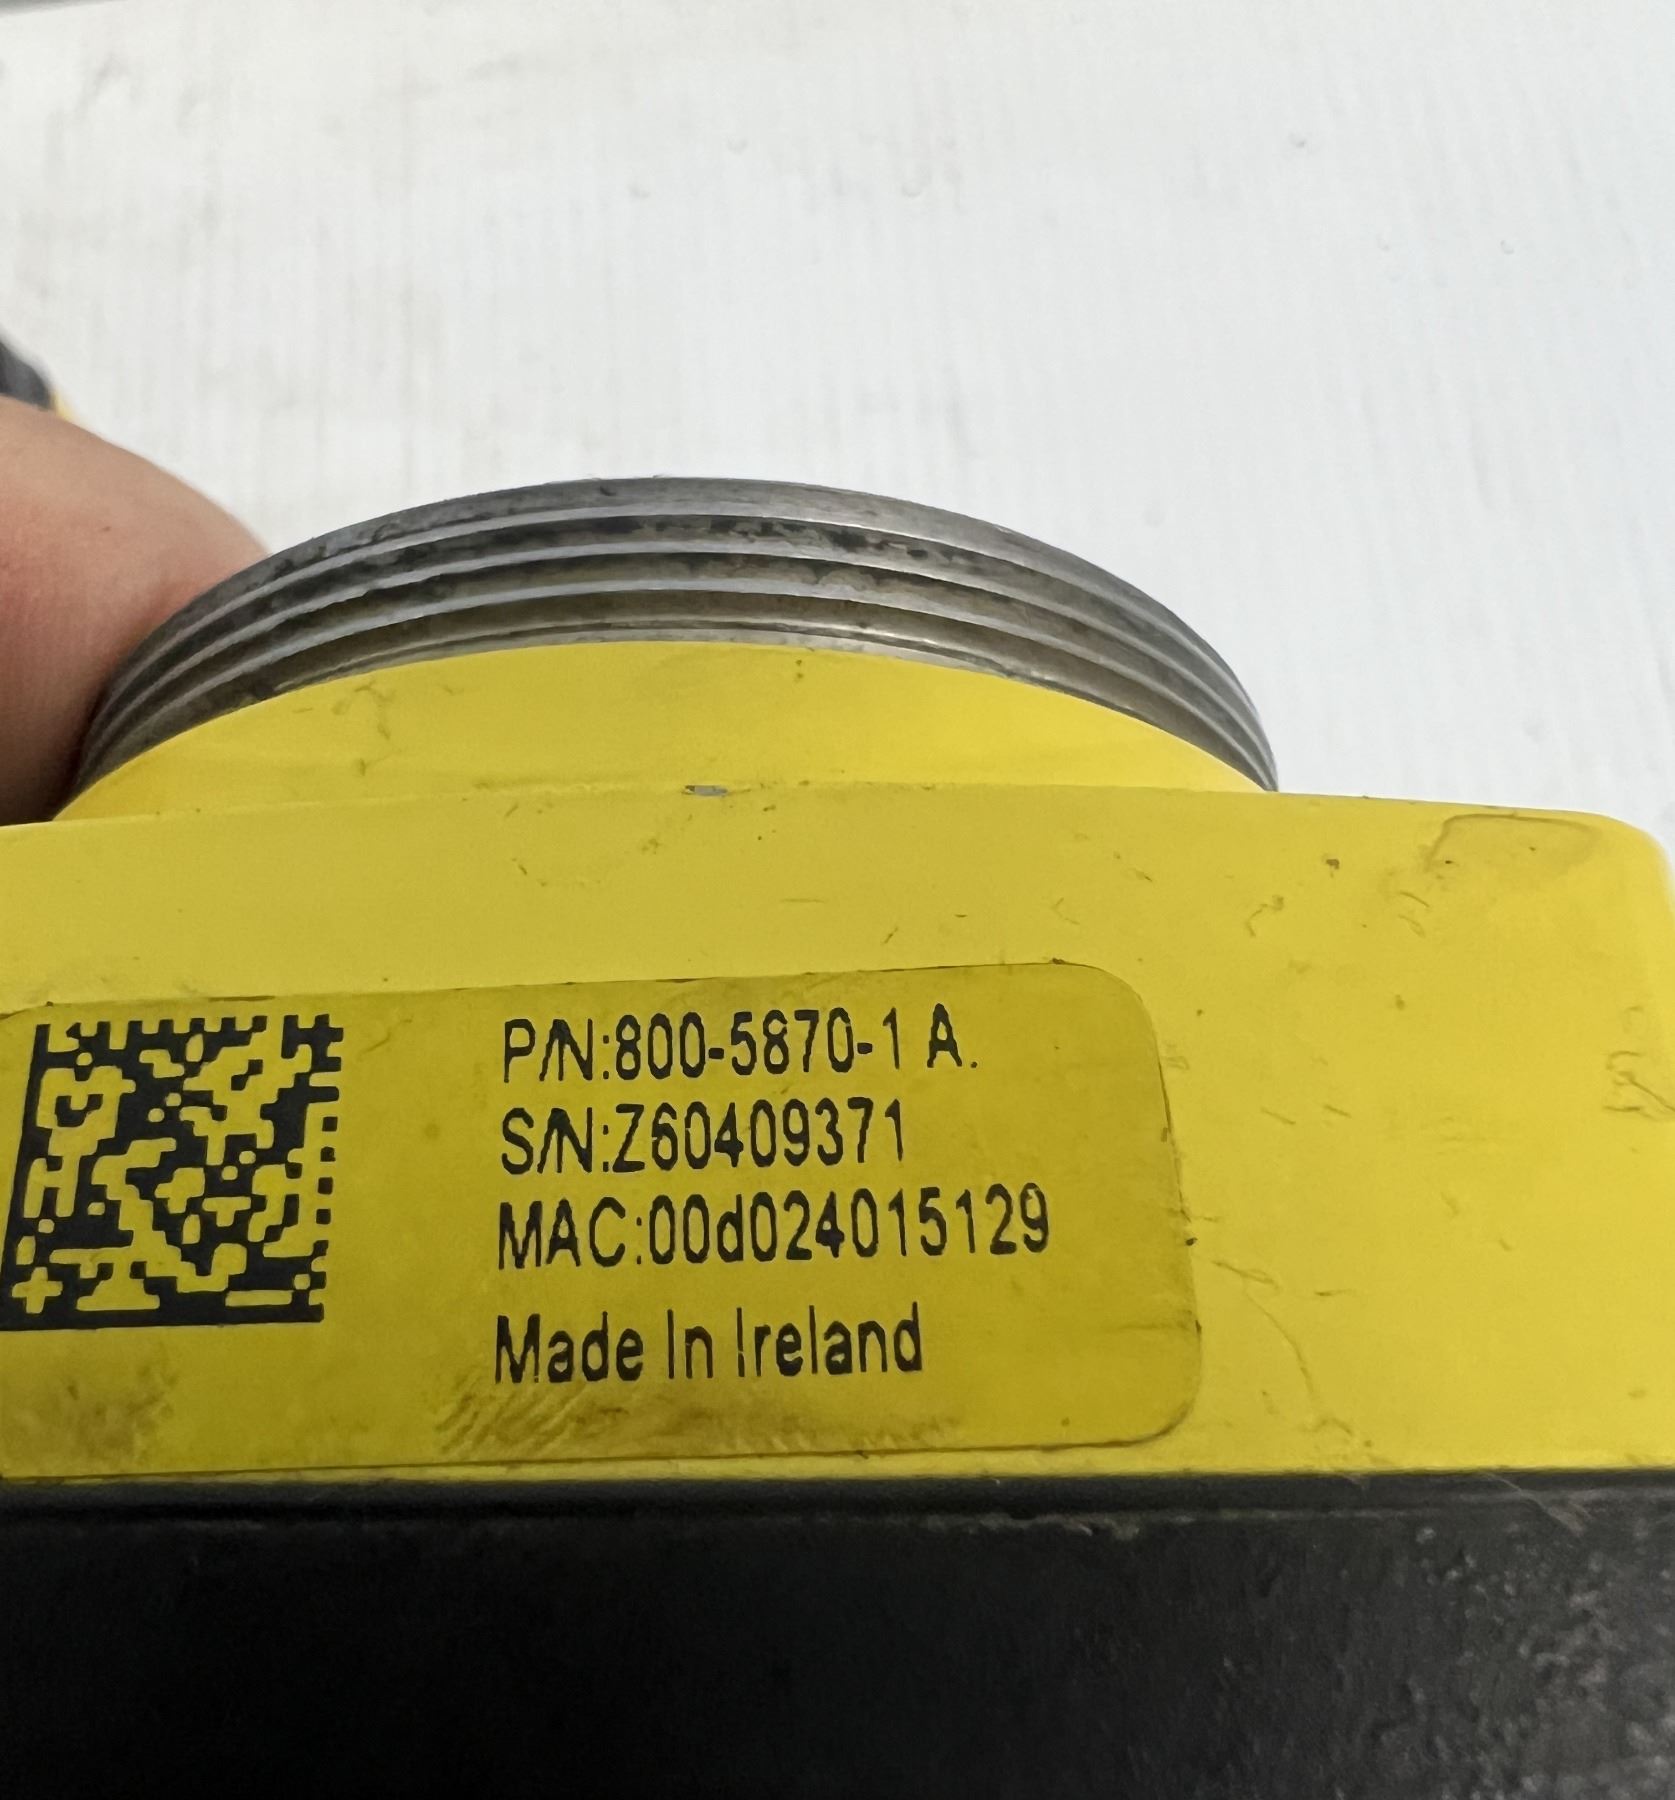 P/N:800-5870-1 A.
S/N:Z60409371
MAC:00d024015129
Made In Ireland